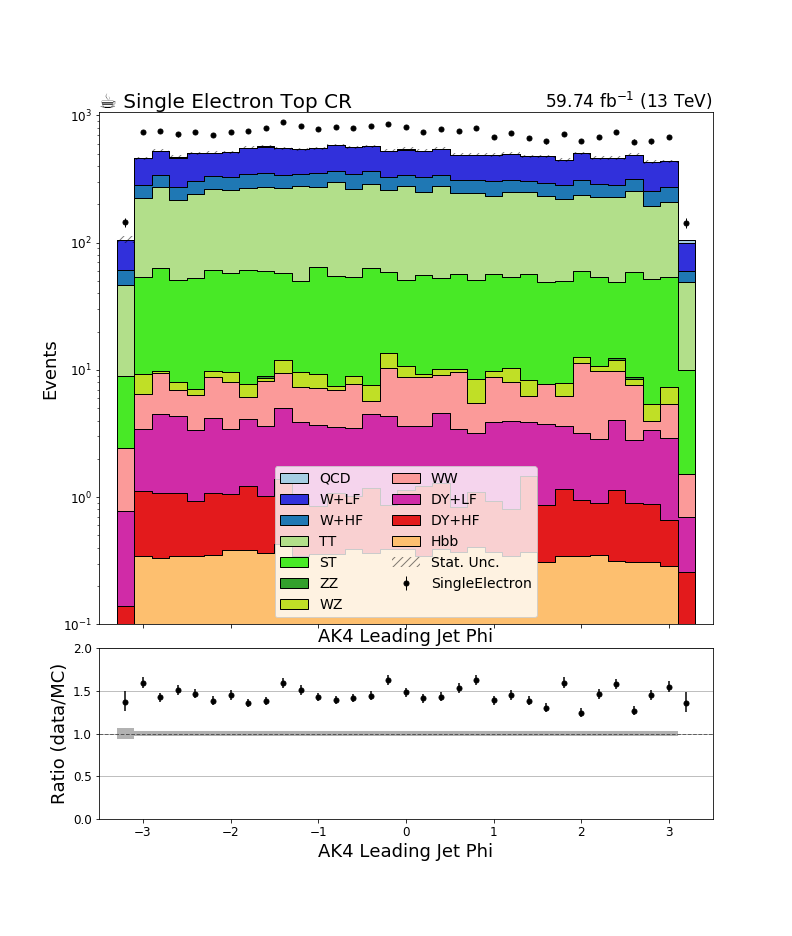 ☕ Single Electron Top CR
59.74 fb⁻¹ (13 TeV)
10³
10²
10¹
10⁰
10⁻¹
Events
QCD
W+LF
W+HF
TT
ST
ZZ
WZ
WW
DY+LF
DY+HF
Hbb
Stat. Unc.
SingleElectron
AK4 Leading Jet Phi
2.0
1.5
1.0
0.5
0.0
Ratio (data/MC)
−3 −2 −1 0 1 2 3
AK4 Leading Jet Phi